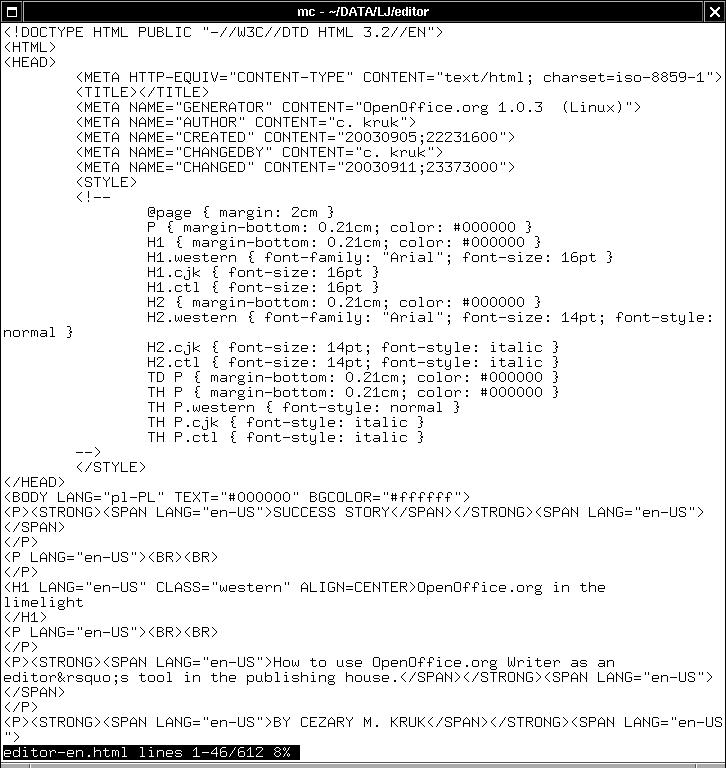 mc - ~/DATA/LJ/editor
<!DOCTYPE HTML PUBLIC "-//W3C//DTD HTML 3.2//EN">
<HTML>
<HEAD>
<META HTTP-EQUIV="CONTENT-TYPE" CONTENT="text/html; charset=iso-8859-1">
<TITLE></TITLE>
<META NAME="GENERATOR" CONTENT="OpenOffice.org 1.0.3  (Linux)">
<META NAME="AUTHOR" CONTENT="c. kruk">
<META NAME="CREATED" CONTENT="20030905;22231600">
<META NAME="CHANGEDBY" CONTENT="c. kruk">
<META NAME="CHANGED" CONTENT="20030911;23373000">
<STYLE>
<!--
@page { margin: 2cm }
P { margin-bottom: 0.21cm; color: #000000 }
H1 { margin-bottom: 0.21cm; color: #000000 }
H1.western { font-family: "Arial"; font-size: 16pt }
H1.cjk { font-size: 16pt }
H1.ctl { font-size: 16pt }
H2 { margin-bottom: 0.21cm; color: #000000 }
H2.western { font-family: "Arial"; font-size: 14pt; font-style:
normal }
H2.cjk { font-size: 14pt; font-style: italic }
H2.ctl { font-size: 14pt; font-style: italic }
TD P { margin-bottom: 0.21cm; color: #000000 }
TH P { margin-bottom: 0.21cm; color: #000000 }
TH P.western { font-style: normal }
TH P.cjk { font-style: italic }
TH P.ctl { font-style: italic }
-->
</STYLE>
</HEAD>
<BODY LANG="pl-PL" TEXT="#000000" BGCOLOR="#ffffff">
<P><STRONG><SPAN LANG="en-US">SUCCESS STORY</SPAN></STRONG><SPAN LANG="en-US">
</SPAN>
</P>
<P LANG="en-US"><BR><BR>
</P>
<H1 LANG="en-US" CLASS="western" ALIGN=CENTER>OpenOffice.org in the
limelight
</H1>
<P LANG="en-US"><BR><BR>
</P>
<P><STRONG><SPAN LANG="en-US">How to use OpenOffice.org Writer as an
editor&rsquo;s tool in the publishing house.</SPAN></STRONG><SPAN LANG="en-US">
</SPAN>
</P>
<P><STRONG><SPAN LANG="en-US">BY CEZARY M. KRUK</SPAN></STRONG><SPAN LANG="en-US
">
editor-en.html lines 1-46/612 8%